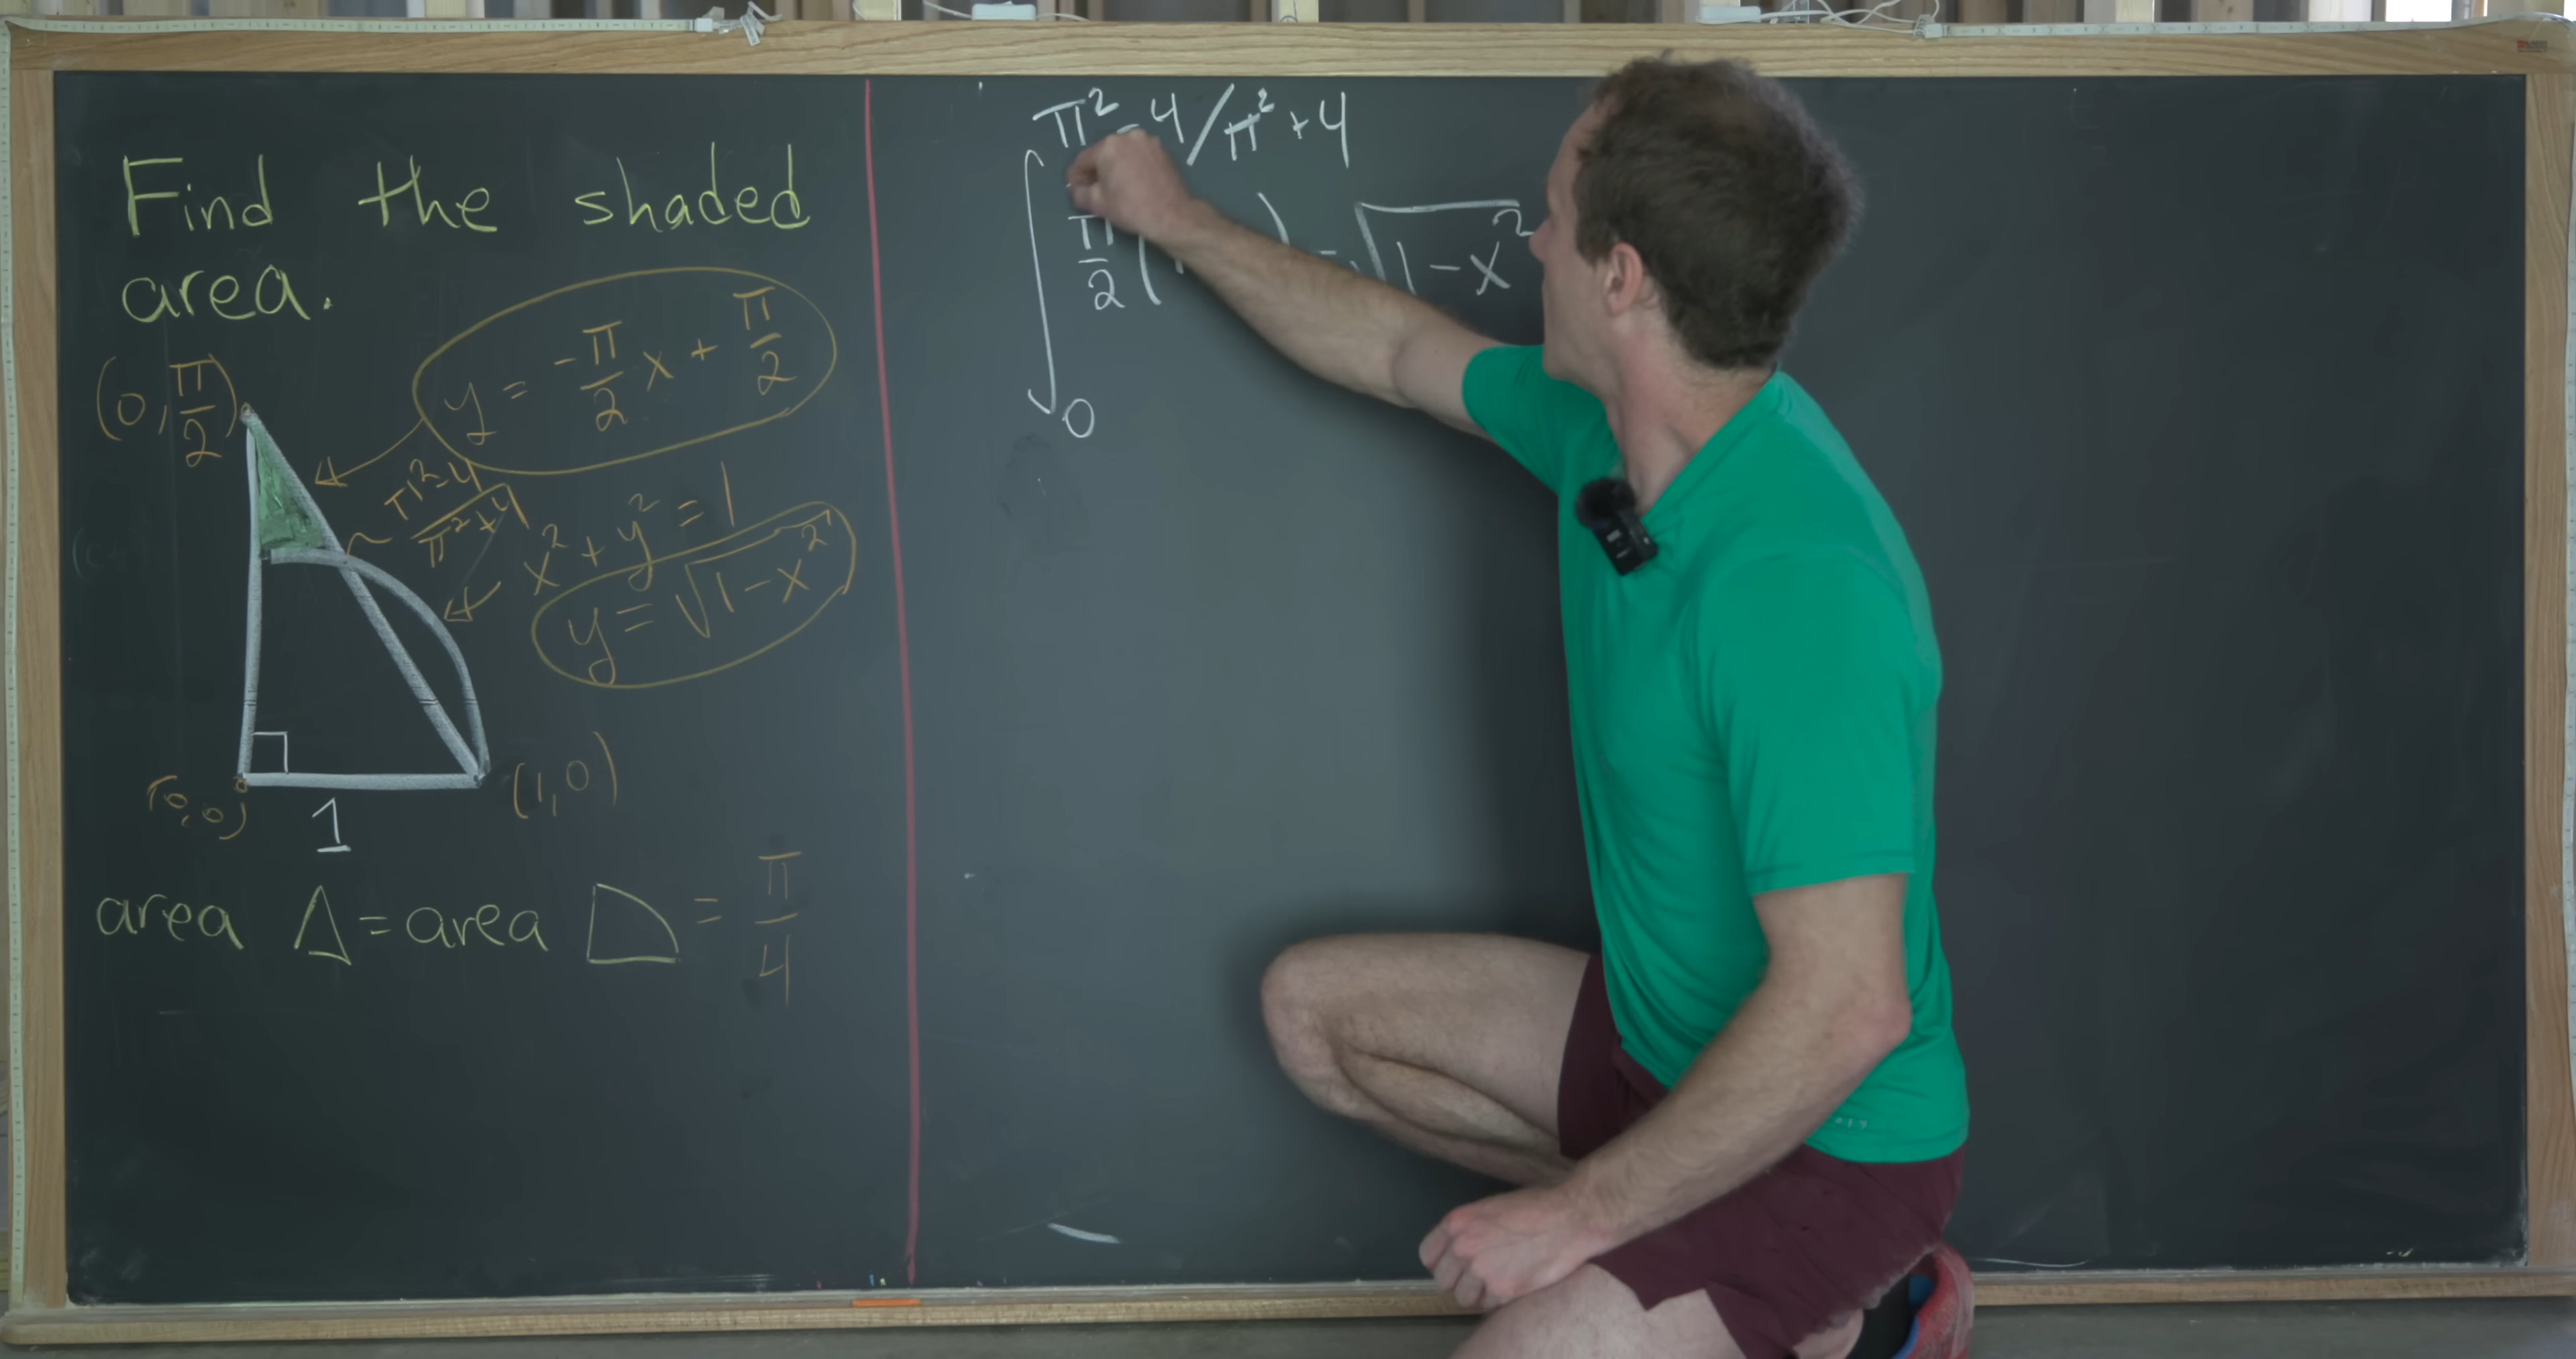 Find the shaded
area.
(0, π/2)
y = -π/2 x + π/2
π²-4/π²+4
x² + y² = 1
y = √(1-x²)
(0,0)
1
(1,0)
area △ = area = π/4
π² - 4/π² + 4
∫
π/2 ( ) - √(1-x²)
0